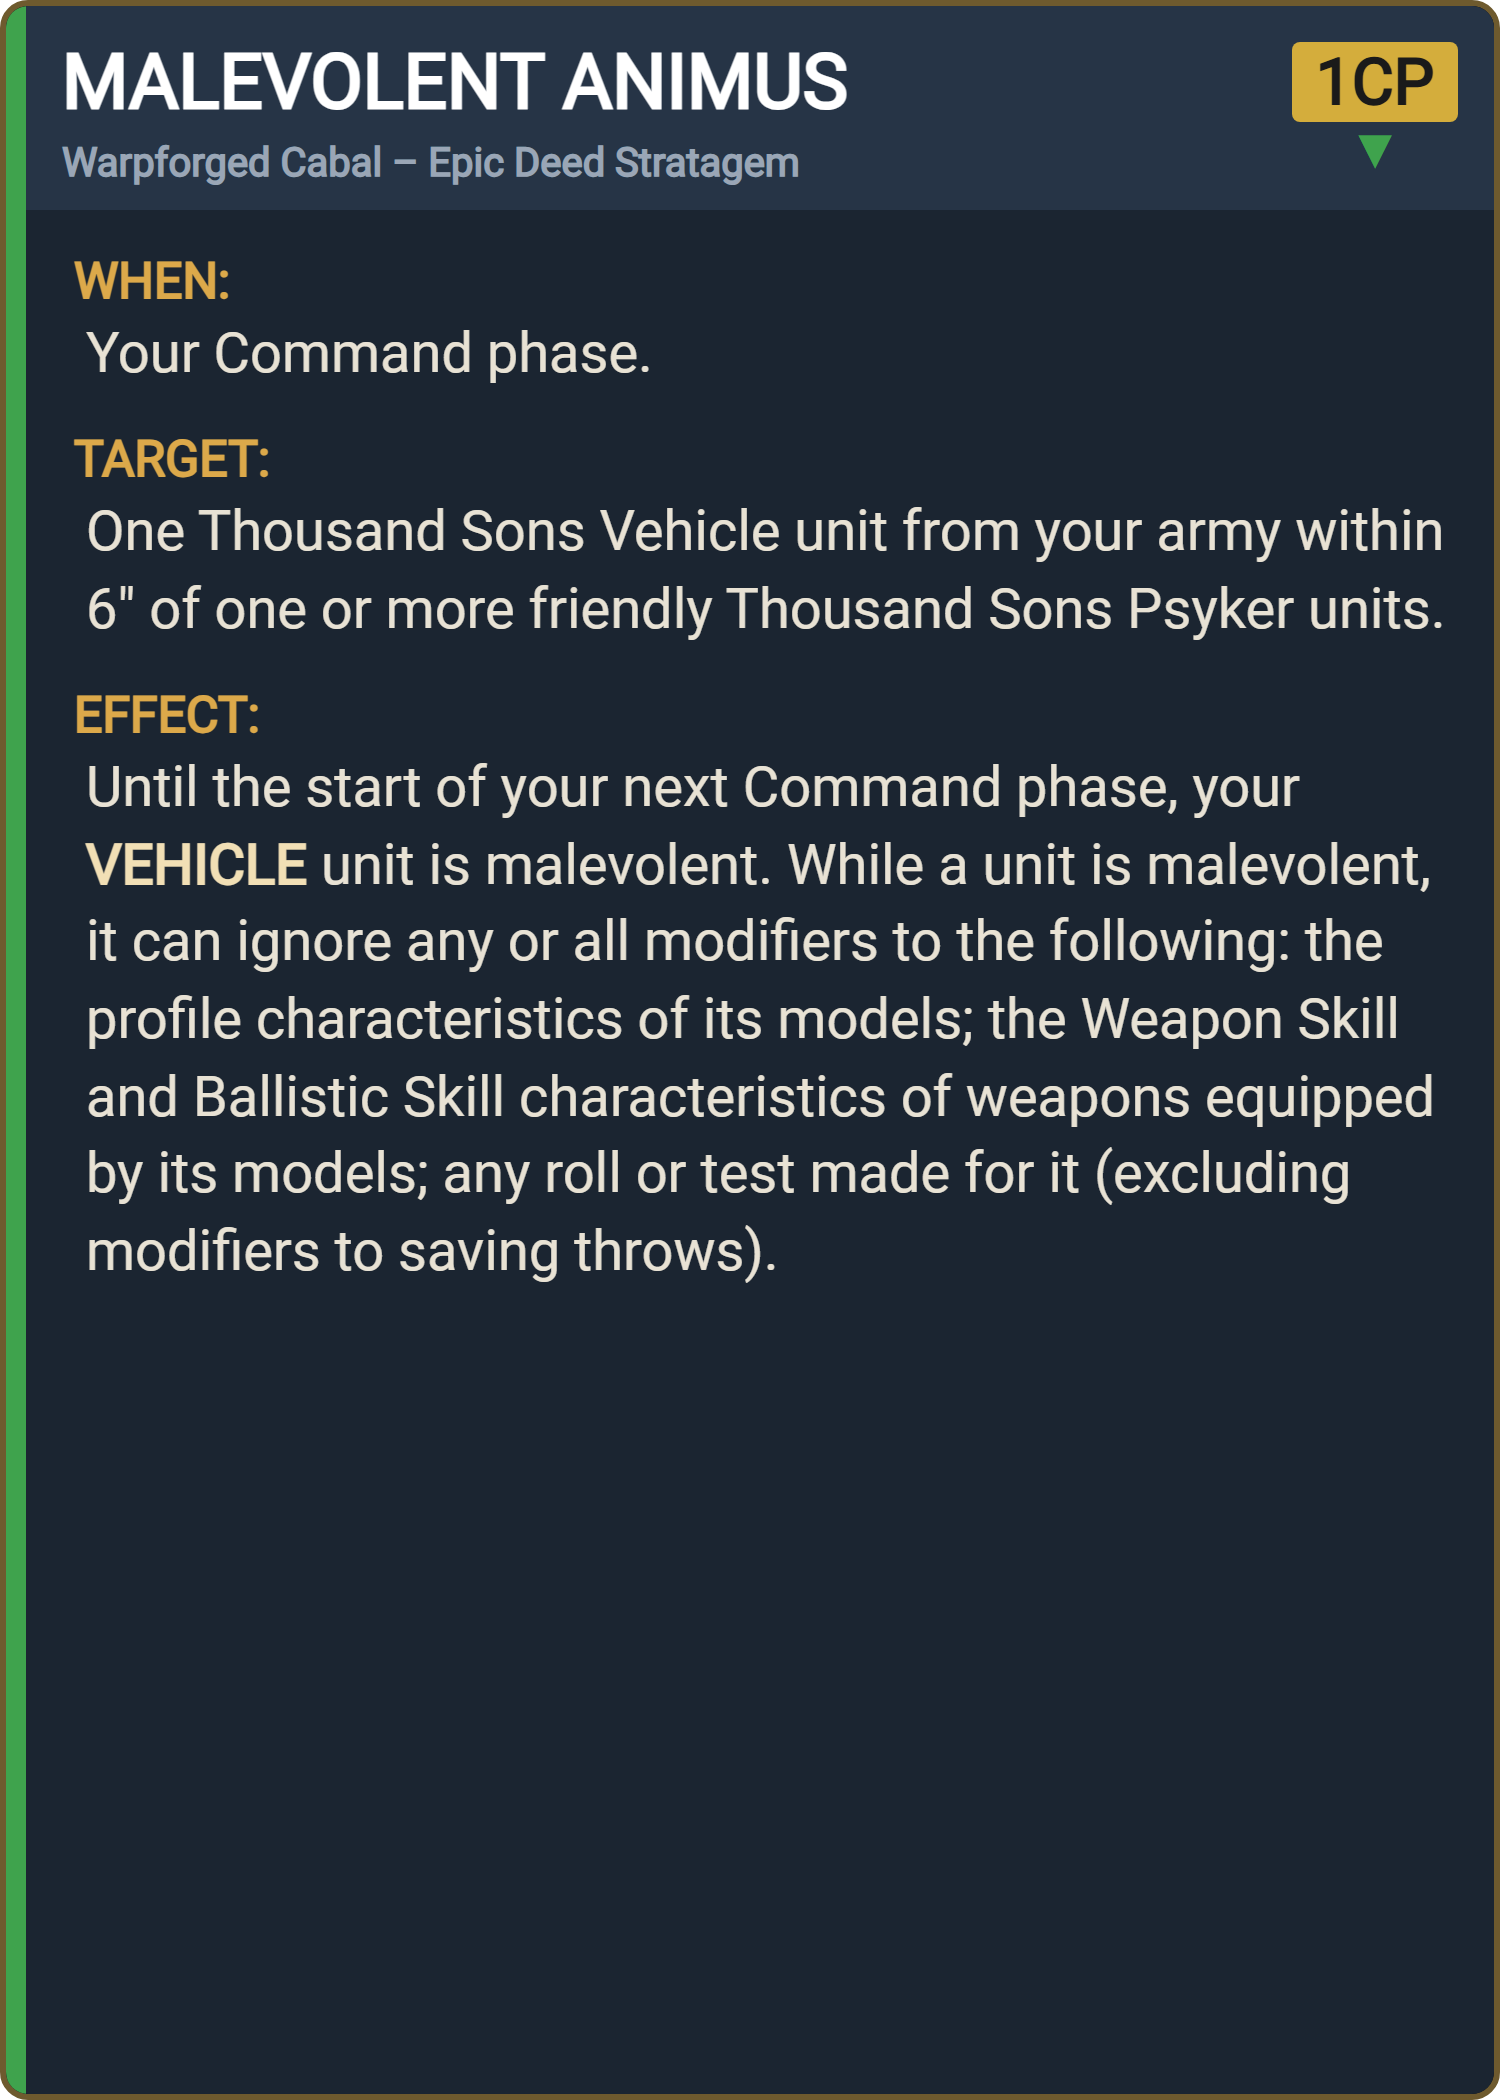 MALEVOLENT ANIMUS
1CP
Warpforged Cabal – Epic Deed Stratagem
WHEN:
Your Command phase.
TARGET:
One Thousand Sons Vehicle unit from your army within
6" of one or more friendly Thousand Sons Psyker units.
EFFECT:
Until the start of your next Command phase, your
VEHICLE unit is malevolent. While a unit is malevolent,
it can ignore any or all modifiers to the following: the
profile characteristics of its models; the Weapon Skill
and Ballistic Skill characteristics of weapons equipped
by its models; any roll or test made for it (excluding
modifiers to saving throws).